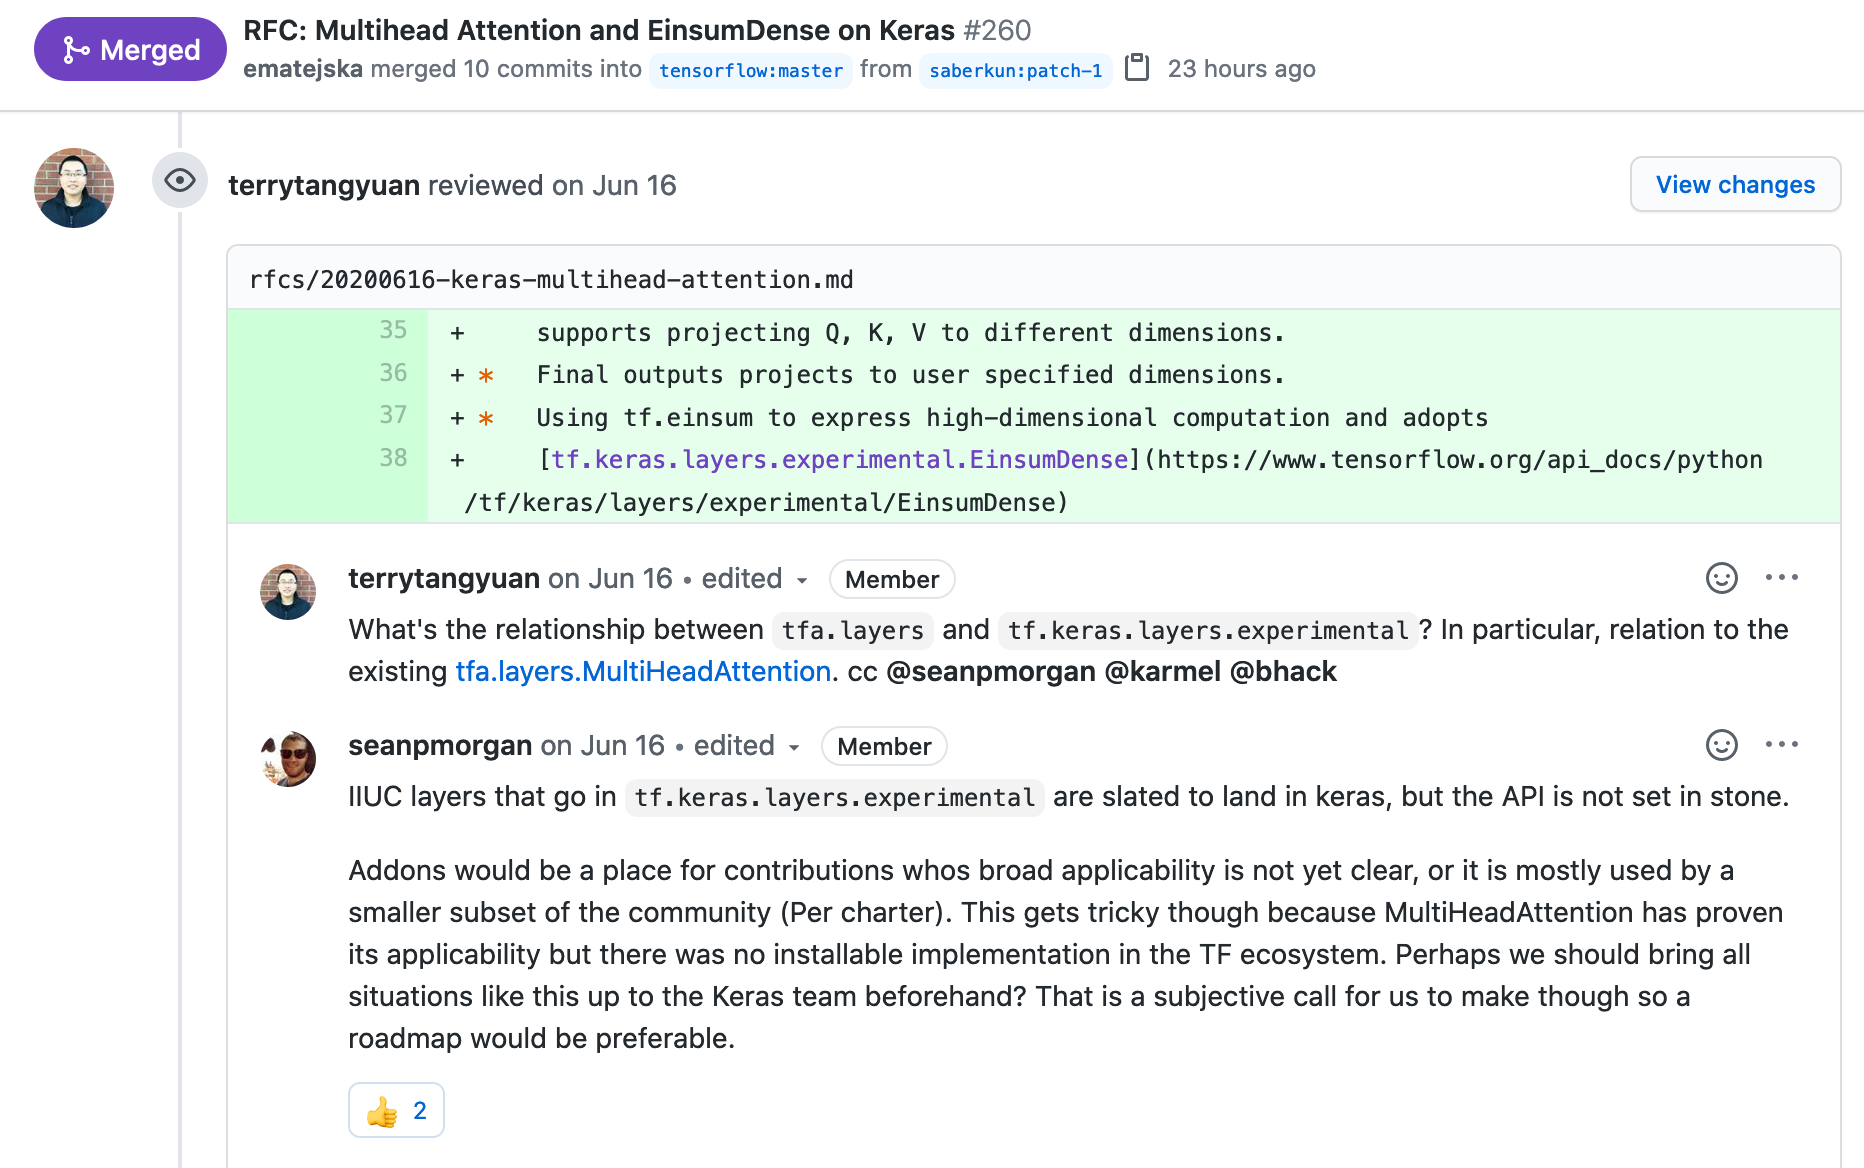 Merged
RFC: Multihead Attention and EinsumDense on Keras #260
ematejska merged 10 commits into tensorflow:master from saberkun:patch-1 23 hours ago
terrytangyuan reviewed on Jun 16
View changes
rfcs/20200616-keras-multihead-attention.md
35 + supports projecting Q, K, V to different dimensions.
36 + * Final outputs projects to user specified dimensions.
37 + * Using tf.einsum to express high-dimensional computation and adopts
38 + [tf.keras.layers.experimental.EinsumDense](https://www.tensorflow.org/api_docs/python
/tf/keras/layers/experimental/EinsumDense)
terrytangyuan on Jun 16 • edited Member
What's the relationship between tfa.layers and tf.keras.layers.experimental? In particular, relation to the
existing tfa.layers.MultiHeadAttention. cc @seanpmorgan @karmel @bhack
seanpmorgan on Jun 16 • edited Member
IIUC layers that go in tf.keras.layers.experimental are slated to land in keras, but the API is not set in stone.
Addons would be a place for contributions whos broad applicability is not yet clear, or it is mostly used by a
smaller subset of the community (Per charter). This gets tricky though because MultiHeadAttention has proven
its applicability but there was no installable implementation in the TF ecosystem. Perhaps we should bring all
situations like this up to the Keras team beforehand? That is a subjective call for us to make though so a
roadmap would be preferable.
👍 2